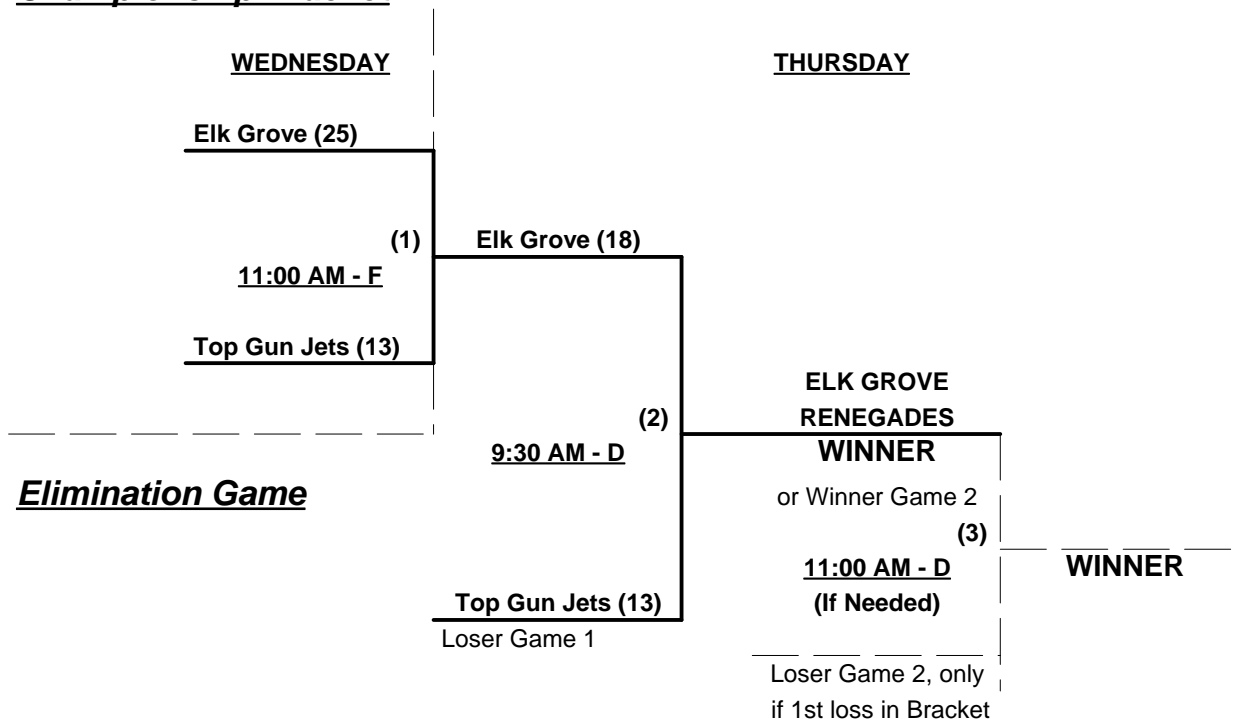 WEDNESDAY
THURSDAY
Elk Grove (25)
(1)
Elk Grove (18)
11:00 AM - F
Top Gun Jets (13)
ELK GROVE
RENEGADES
(2)
WINNER
9:30 AM - D
Elimination Game
or Winner Game 2
(3)
11:00 AM - D
WINNER
(If Needed)
Top Gun Jets (13)
Loser Game 1
Loser Game 2, only
if 1st loss in Bracket